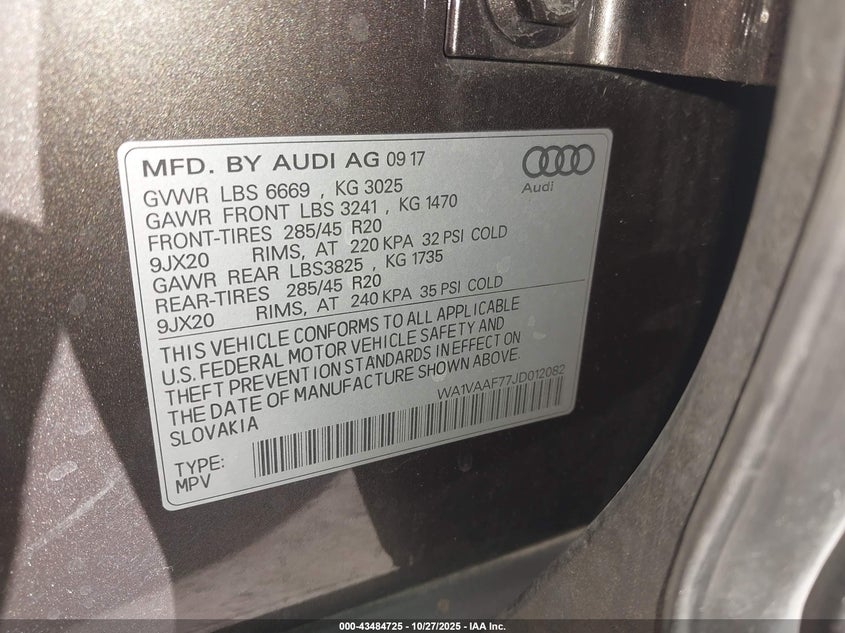 MFD. BY AUDI AG 09 17
Audi
GVWR LBS 6669 , KG 3025
GAWR FRONT LBS 3241 , KG 1470
FRONT-TIRES 285/45 R20
9JX20 RIMS, AT 220 KPA 32 PSI COLD
GAWR REAR LBS3825 , KG 1735
REAR-TIRES 285/45 R20
9JX20 RIMS, AT 240 KPA 35 PSI COLD
THIS VEHICLE CONFORMS TO ALL APPLICABLE
U.S. FEDERAL MOTOR VEHICLE SAFETY AND
THEFT PREVENTION STANDARDS IN EFFECT ON
THE DATE OF MANUFACTURE SHOWN ABOVE.
SLOVAKIA
WA1VAAF77JD012082
TYPE:
MPV
000-43484725 - 10/27/2025 - IAA Inc.